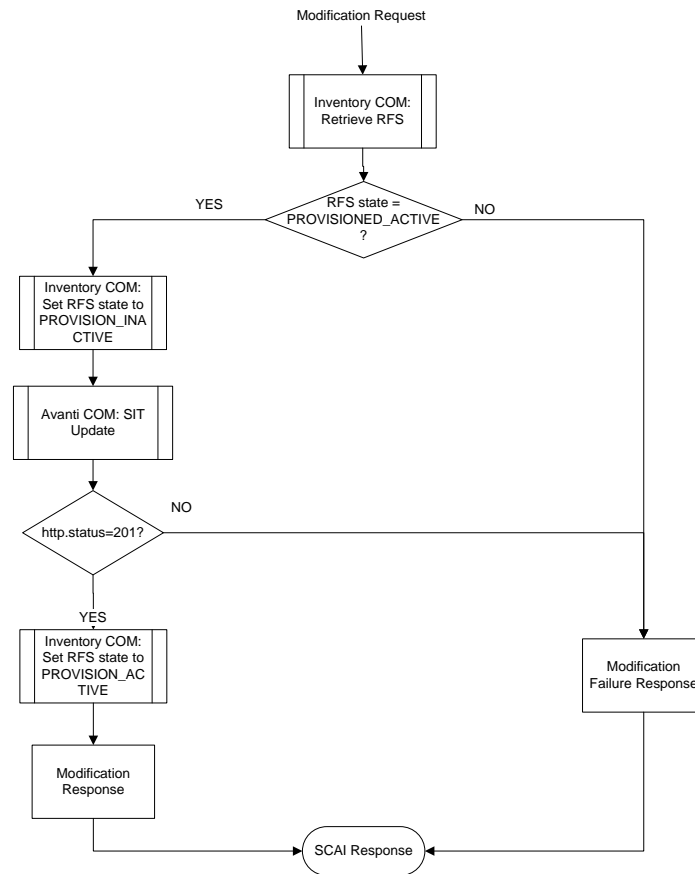 Modification Request
Inventory COM:
Retrieve RFS
RFS state =
PROVISIONED_ACTIVE
?
YES
NO
Inventory COM:
Set RFS state to
PROVISION_INA
CTIVE
Avanti COM: SIT
Update
http.status=201?
NO
YES
Inventory COM:
Set RFS state to
PROVISION_AC
TIVE
Modification
Failure Response
Modification
Response
SCAI Response